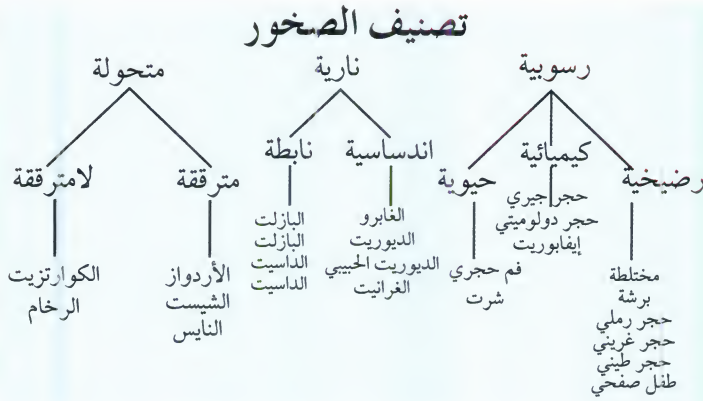 تصنيف الصخور
رسوبية
نارية
متحولة
رضيخية
كيميائية
حيوية
اندساسية
نابطة
مترققة
لامترققة
مختلطة
برشة
حجر رملي
حجر غريني
حجر طيني
طفل صفحي
حجر جيري
حجر دولوميتي
إيفابوريت
فم حجري
شرت
الغابرو
الديوريت
الديوريت الحبيبي
الغرانيت
البازلت
البازلت
الداسيت
الداسيت
الأردواز
الشيست
النايس
الكوارتزيت
الرخام